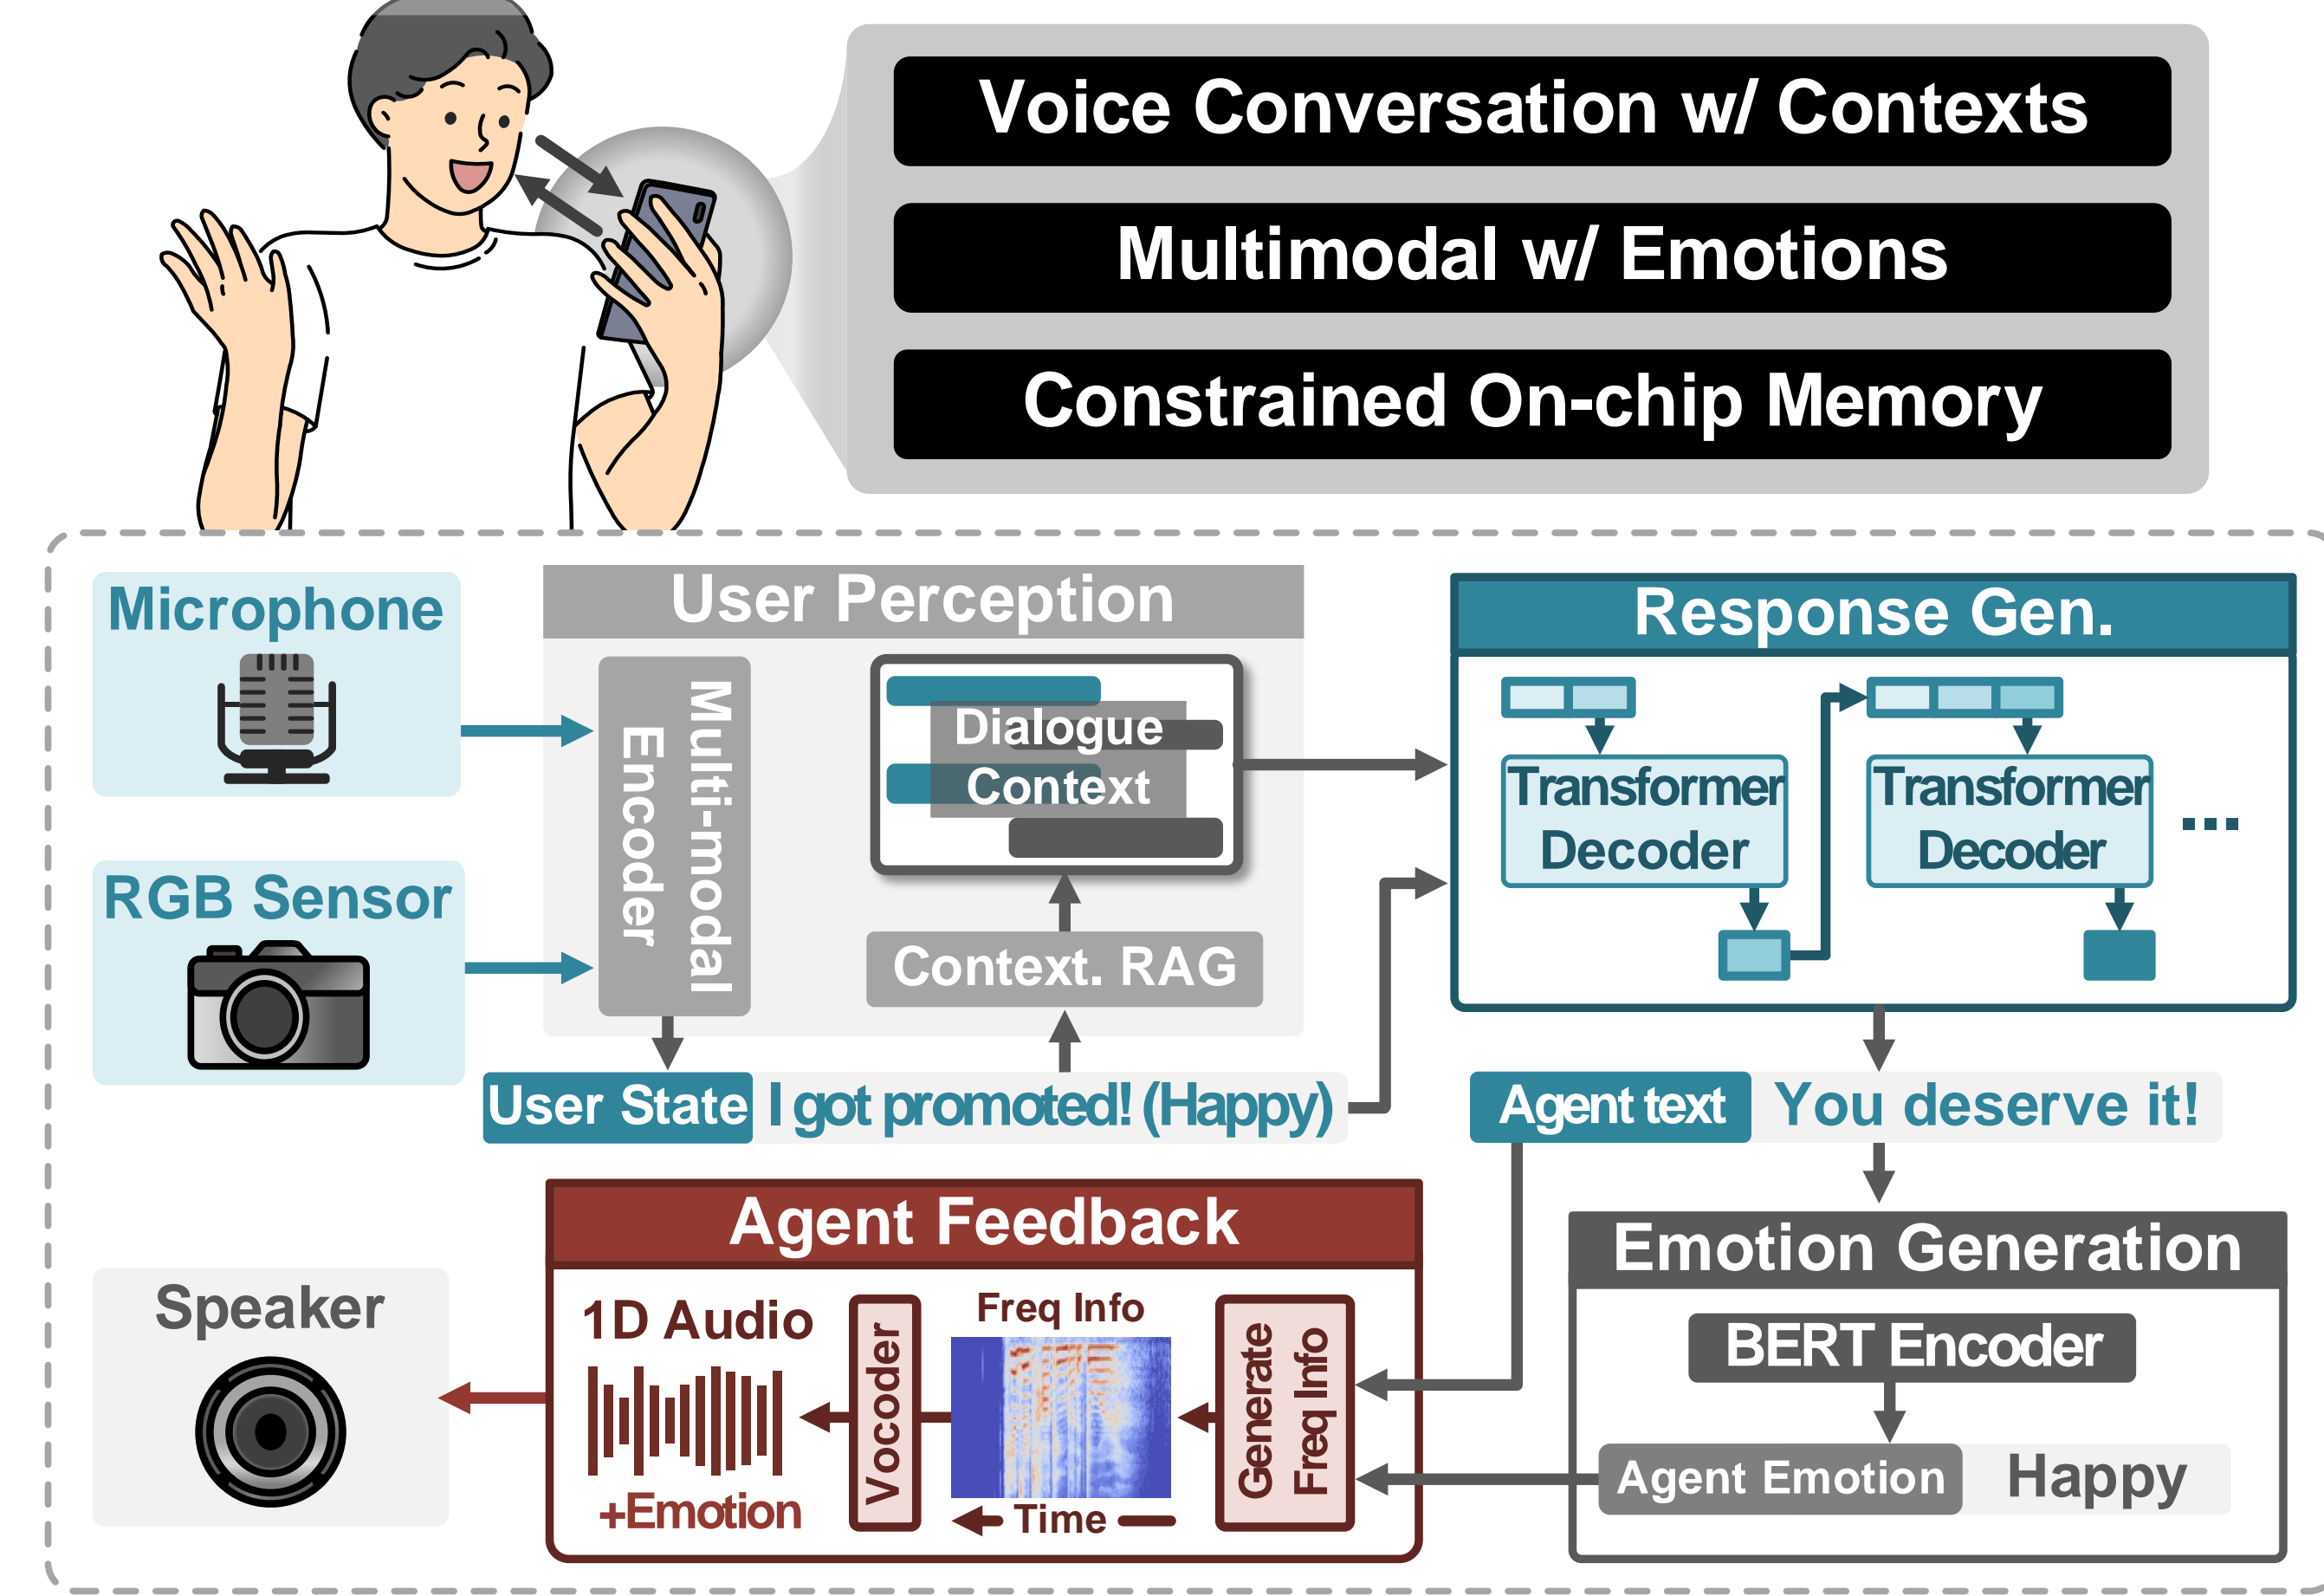 Voice Conversation w/ Contexts
Multimodal w/ Emotions
Constrained On-chip Memory
Microphone
RGB Sensor
User Perception
Multi-modal
Encoder
Dialogue
Context
Context. RAG
User State
I got promoted! (Happy)
Response Gen.
Transformer
Decoder
Transformer
Decoder
...
Agent text
You deserve it!
Emotion Generation
BERT Encoder
Agent Emotion
Happy
Agent Feedback
Generate
Freq Info
Freq Info
Time
Vocoder
1D Audio
+Emotion
Speaker